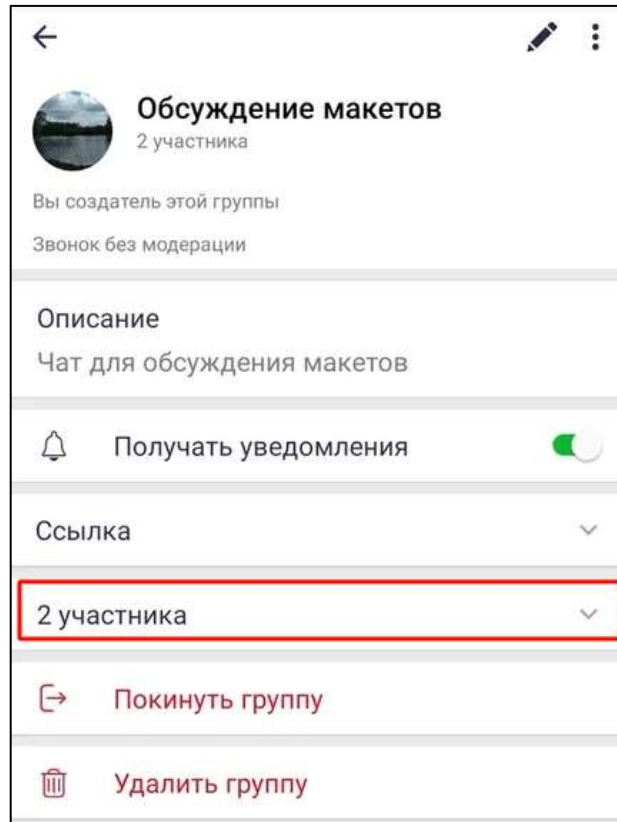 Обсуждение макетов
2 участника
Вы создатель этой группы
Звонок без модерации
Описание
Чат для обсуждения макетов
Получать уведомления
Ссылка
2 участника
Покинуть группу
Удалить группу